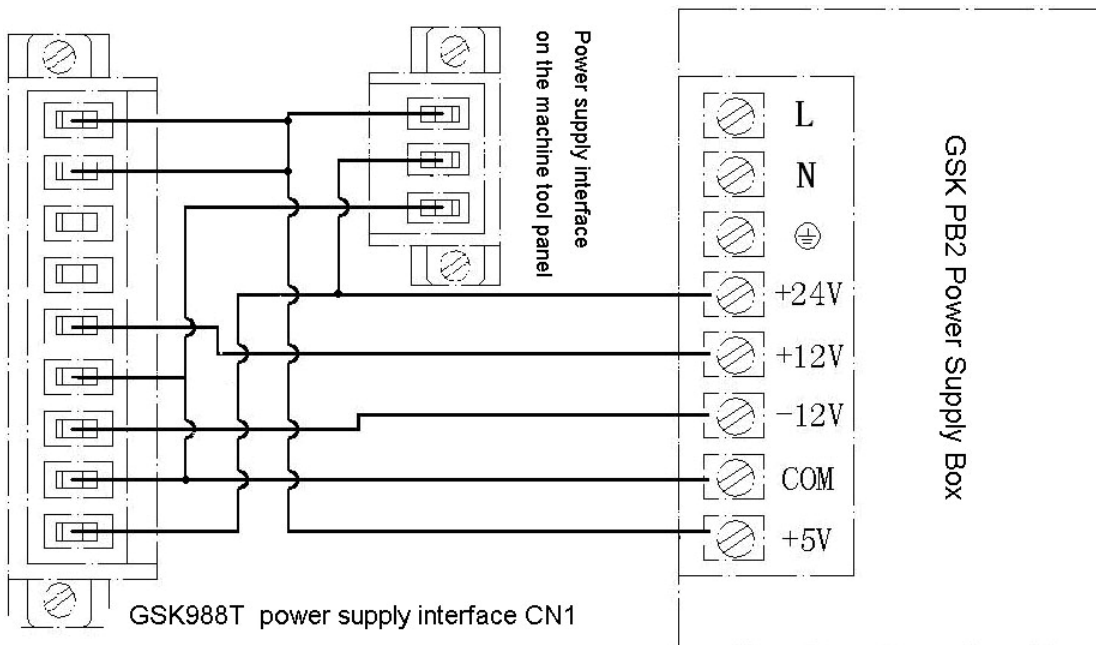 Power supply interface
on the machine tool panel
L
N
+24V
+12V
-12V
COM
+5V
GSK PB2 Power Supply Box
GSK988T power supply interface CN1